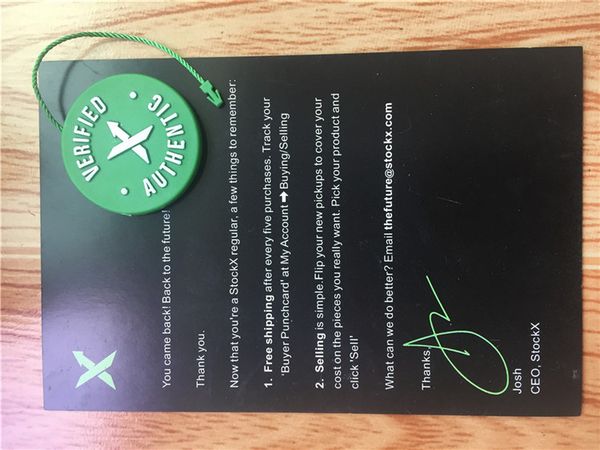 VERIFIED
AUTHENTIC
You came back! Back to the future!
Thank you.
Now that you're a StockX regular, a few things to remember:
1. Free shipping after every five purchases. Track your
'Buyer Punchcard' at My Account ➡ Buying/Selling
2. Selling is simple.Flip your new pickups to cover your
cost on the pieces you really want. Pick your product and
click 'Sell'
What can we do better? Email thefuture@stockx.com
Thanks
Josh
CEO, StockX